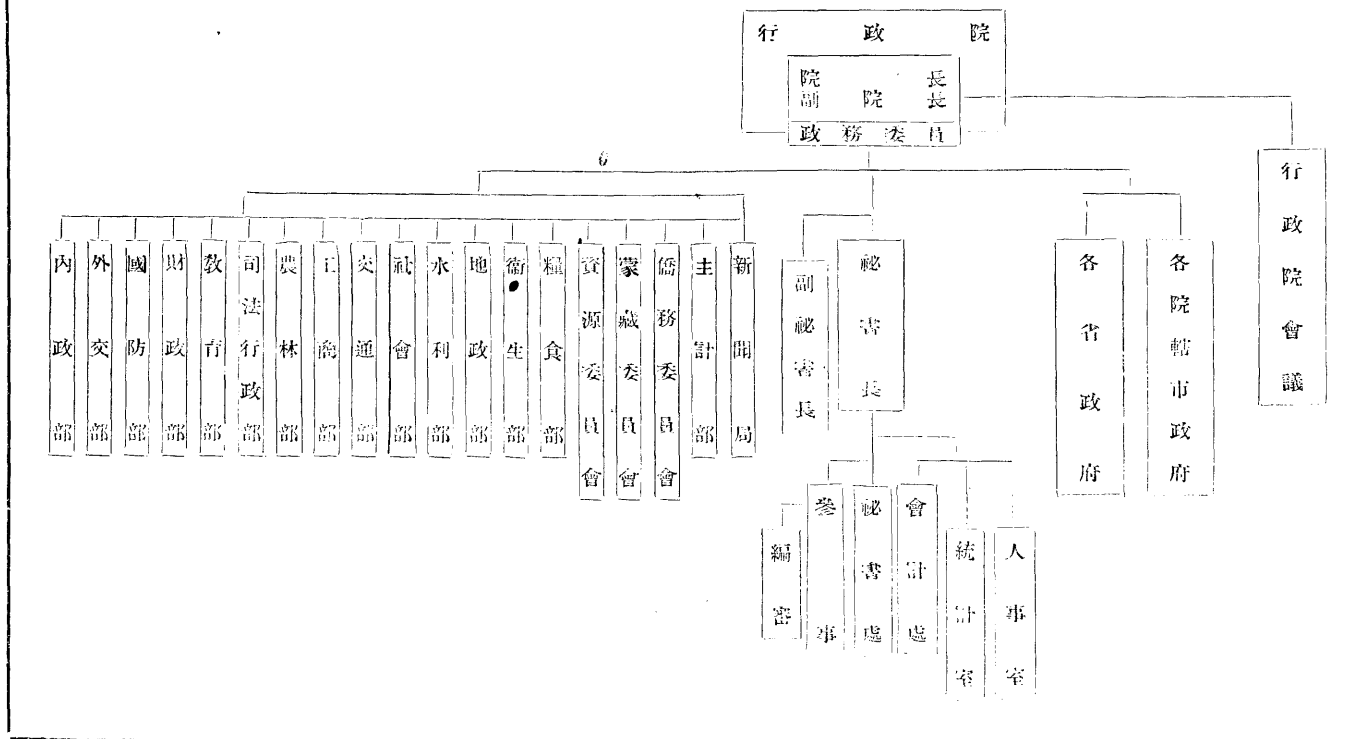 行政院
院長
副院長
政務委員
行政院會議
內政部
外交部
國防部
財政部
教育部
司法行政部
農林部
工商部
交通部
社會部
水利部
地政部
衞生部
糧食部
資源委員會
蒙藏委員會
僑務委員會
主計部
新聞局
副祕書長
祕書長
各省政府
各院轄市政府
編審
參事
祕書處
會計處
統計室
人事室